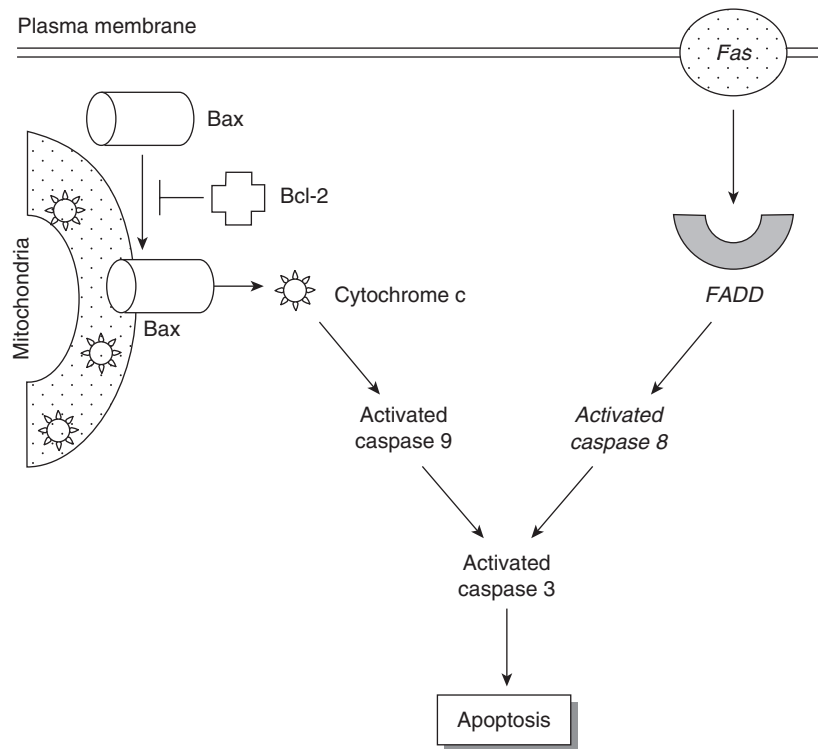 Plasma membrane
Fas
Bax
Bcl-2
Mitochondria
Bax
Cytochrome c
FADD
Activated
caspase 9
Activated
caspase 8
Activated
caspase 3
Apoptosis